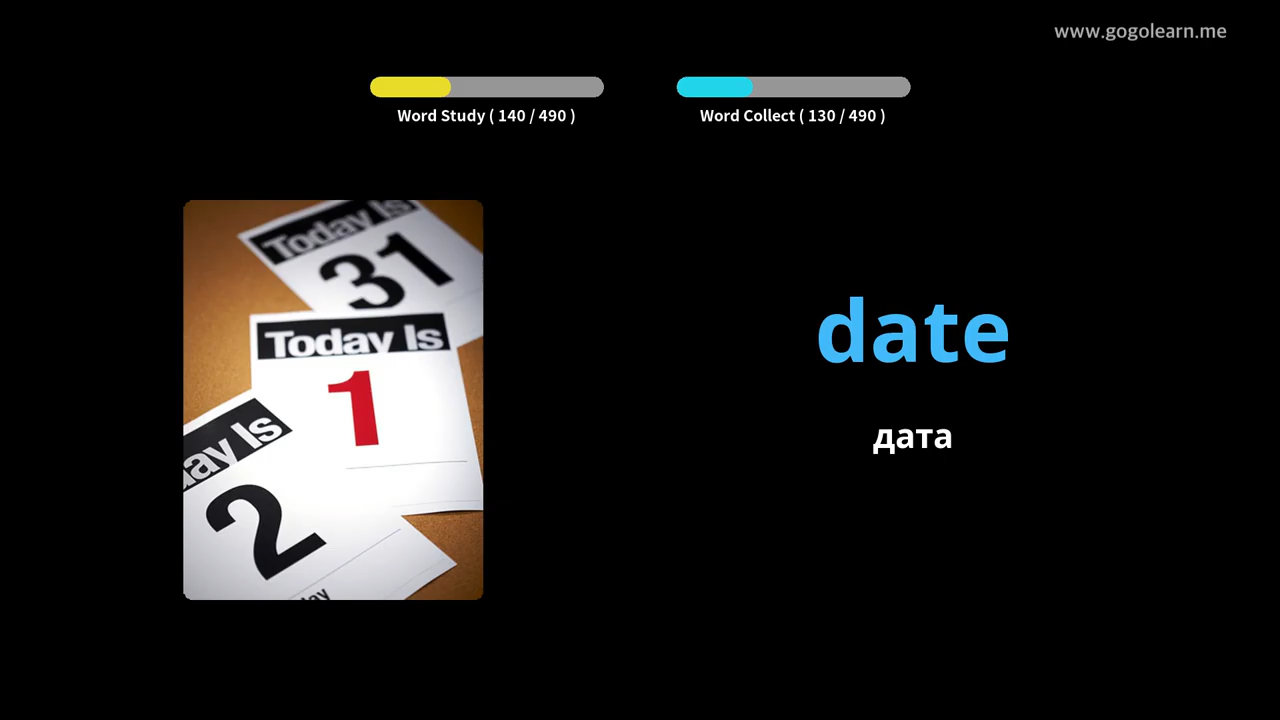 www.gogolearn.me
Word Study ( 140 / 490 )
Word Collect ( 130 / 490 )
Today Is
31
Today Is
1
ay Is
2
date
дата